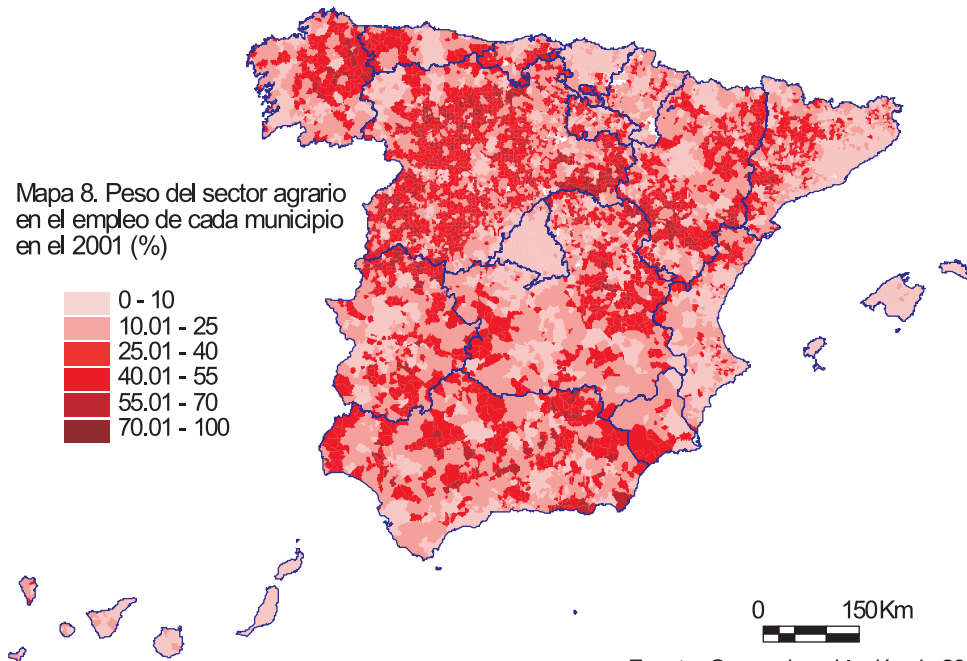 Mapa 8. Peso del sector agrario
en el empleo de cada municipio
en el 2001 (%)
0 - 10
10.01 - 25
25.01 - 40
40.01 - 55
55.01 - 70
70.01 - 100
0 150Km